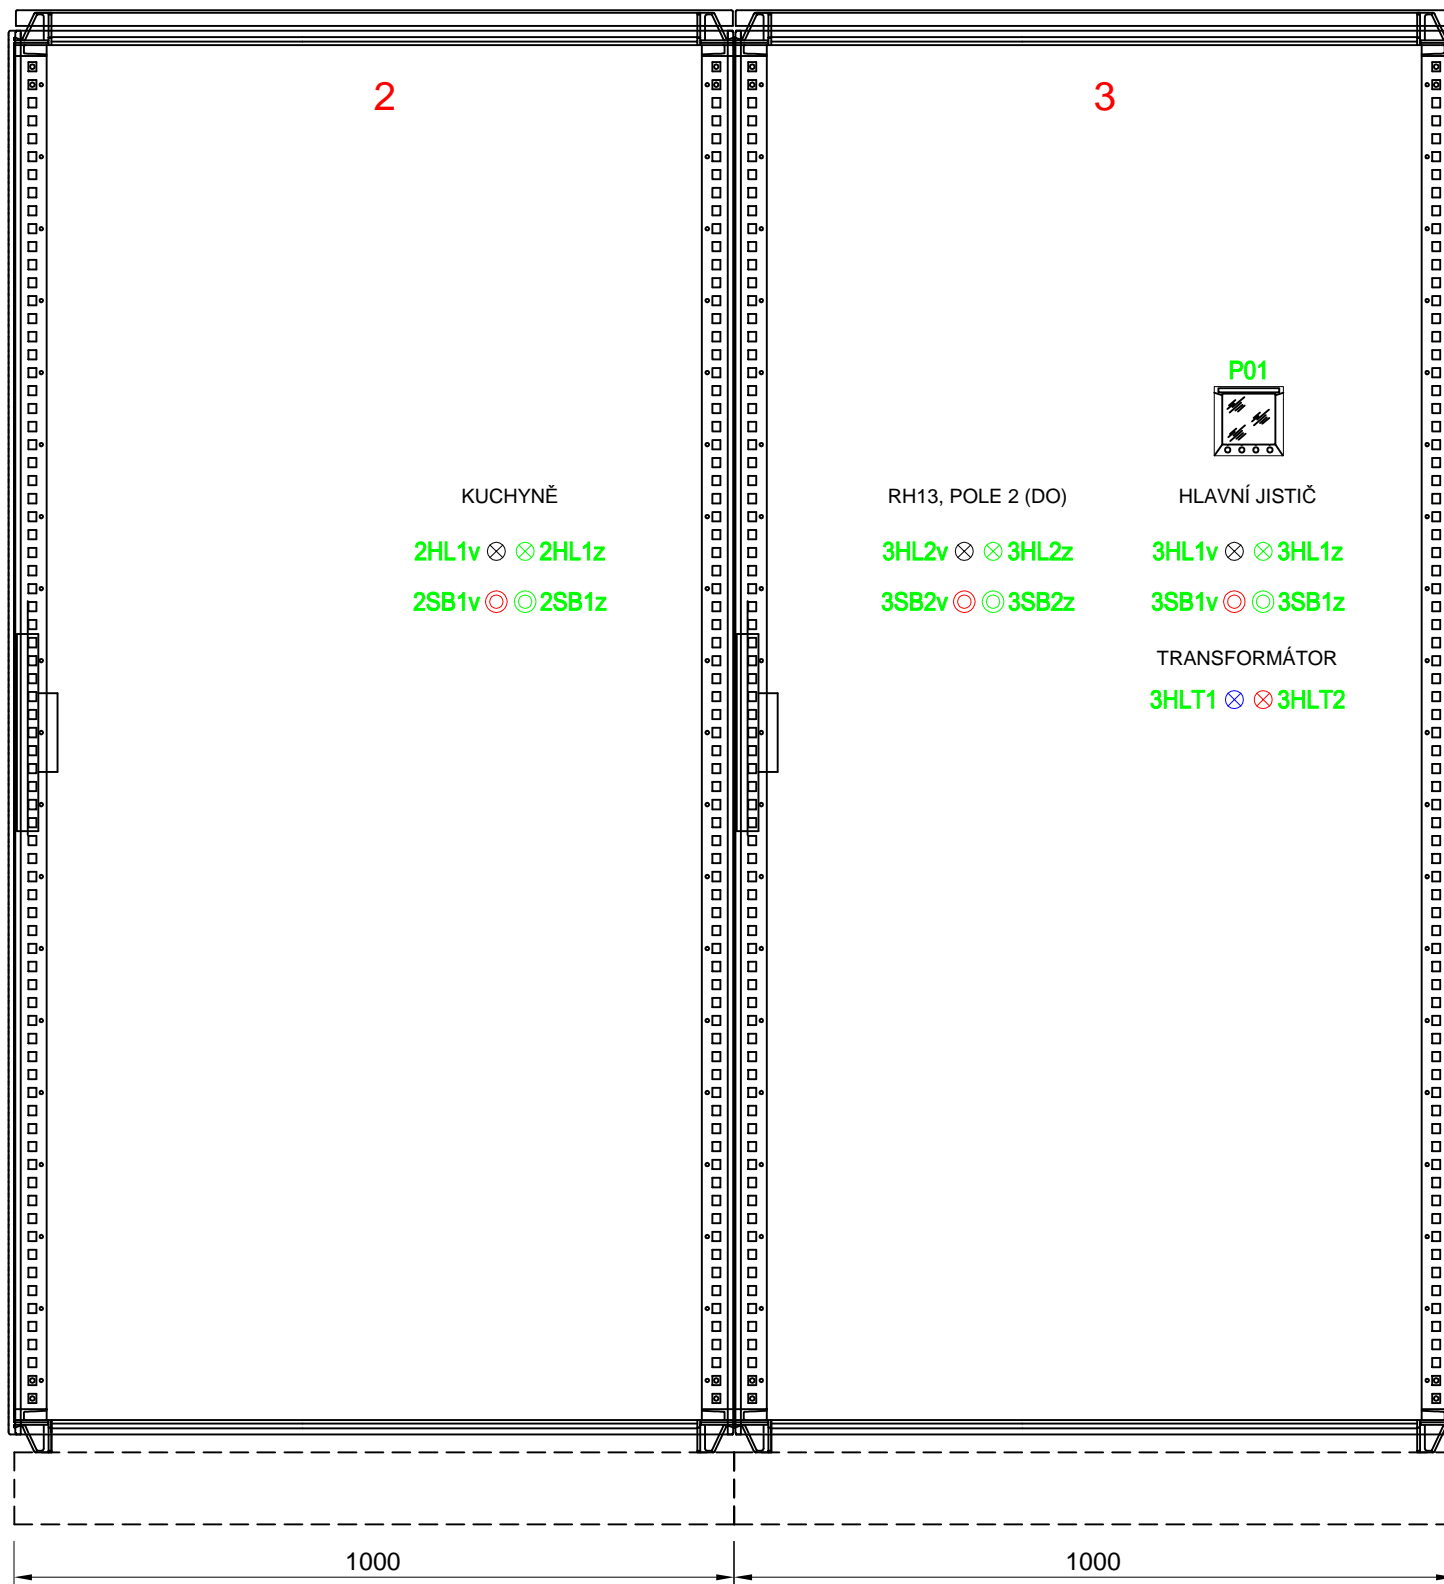 2
3
P01
KUCHYNĚ
RH13, POLE 2 (DO)
HLAVNÍ JISTIČ
2HL1v 2HL1z
3HL2v 3HL2z
3HL1v 3HL1z
2SB1v 2SB1z
3SB2v 3SB2z
3SB1v 3SB1z
TRANSFORMÁTOR
3HLT1 3HLT2
1000
1000